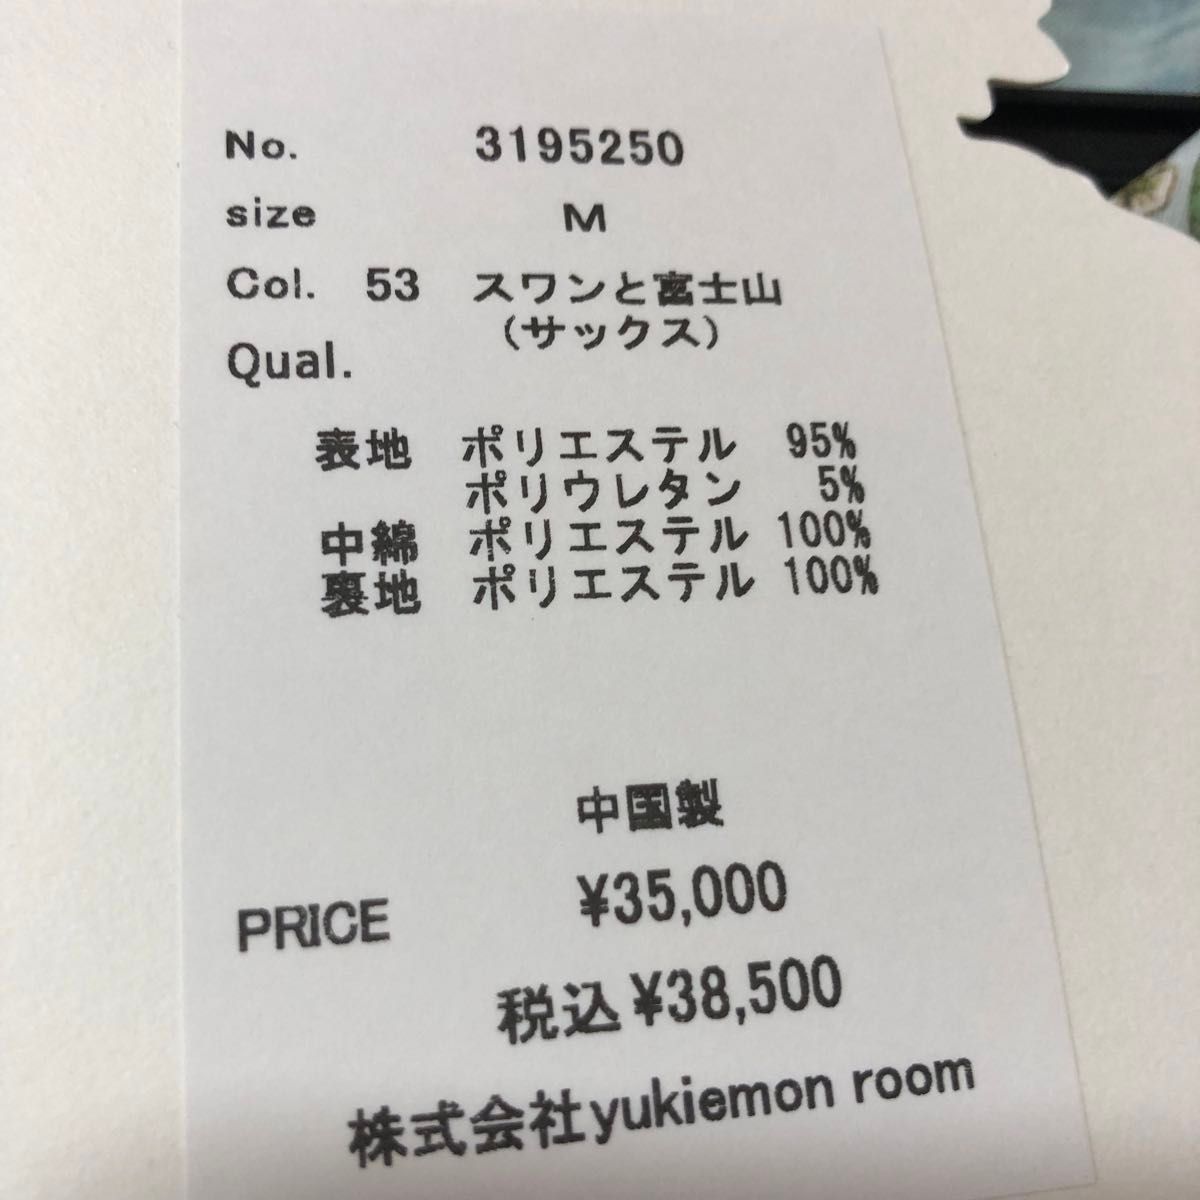 No. 3195250
size M
Col. 53 スワンと富士山
(サックス)
Qual.
表地 ポリエステル 95%
ポリウレタン 5%
中綿 ポリエステル 100%
裏地 ポリエステル 100%
中国製
PRICE ¥35,000
税込¥38,500
株式会社yukiemon room